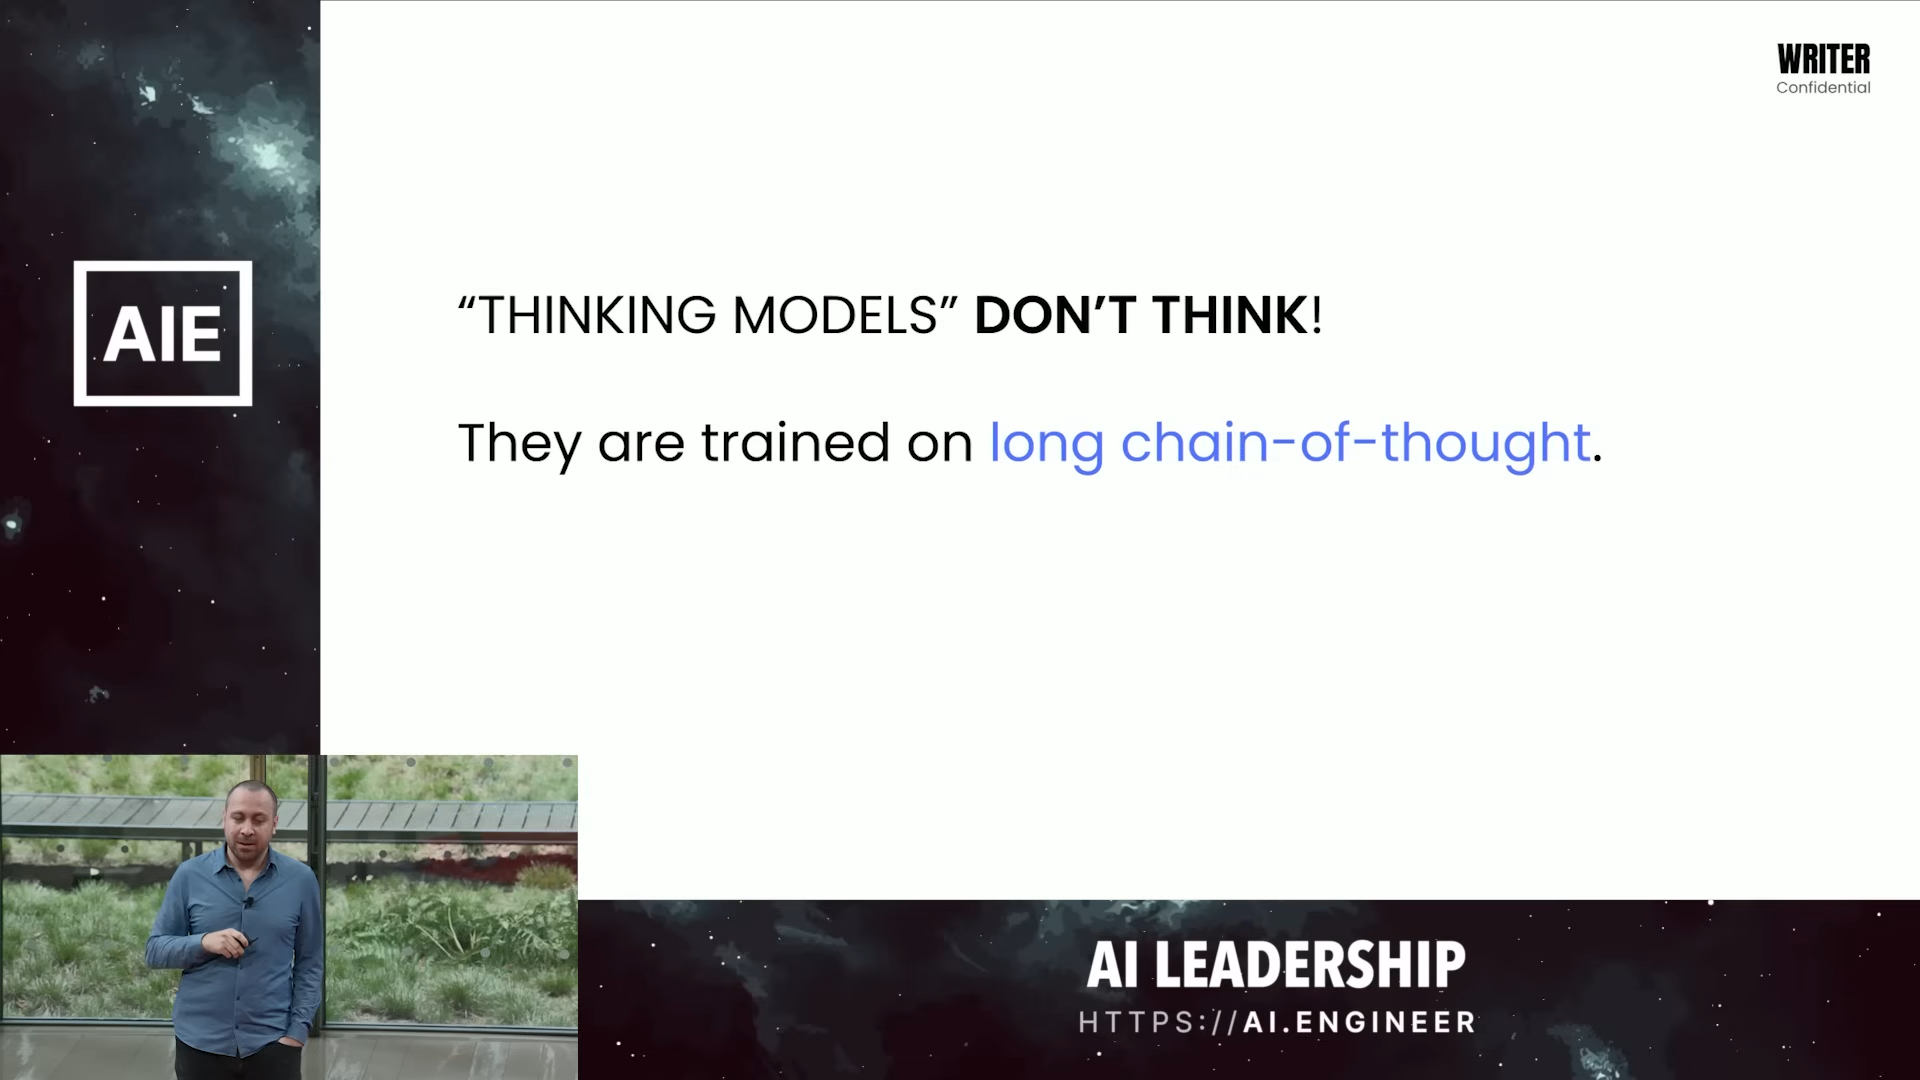 WRITER
Confidential
AIE
“THINKING MODELS” DON’T THINK!
They are trained on long chain-of-thought.
AI LEADERSHIP
HTTPS://AI.ENGINEER